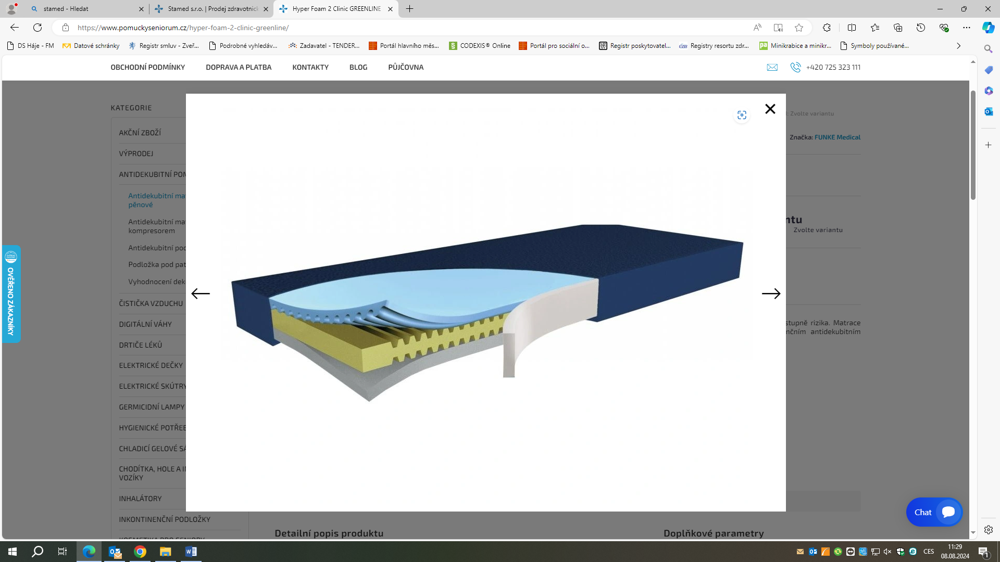 stamed - Hledat
Stamed s.r.o. | Prodej zdravotnick
Hyper Foam 2 Clinic GREENLINE
https://www.pomuckyseniorum.cz/hyper-foam-2-clinic-greenline/
DS Háje - FM
Datové schránky
Registr smluv - Zveř...
Podrobné vyhledáv...
Zadavatel - TENDER...
Portál hlavního měs...
CODEXIS® Online
Portál pro sociální o...
Registr poskytovatel...
Registry resortu zdr...
Minikrabice a minikr...
Symboly používané...
OBCHODNÍ PODMÍNKY
DOPRAVA A PLATBA
KONTAKTY
BLOG
PŮJČOVNA
+420 725 323 111
KATEGORIE
AKČNÍ ZBOŽÍ
VÝPRODEJ
ANTIDEKUBITNÍ POM
Antidekubitní ma
pěnové
Antidekubitní ma
kompresorem
Antidekubitní pod
Podložka pod pat
Vyhodnocení dek
ČISTIČKA VZDUCHU
DIGITÁLNÍ VÁHY
DRTIČE LÉKŮ
ELEKTRICKÉ DEČKY
ELEKTRICKÉ SKÚTRY
GERMICIDNÍ LAMPY
HYGIENICKÉ POTŘEB
CHLADICÍ GELOVÉ SÁ
CHODÍTKA, HOLE A IN
VOZÍKY
INHALÁTORY
INKONTINENČNÍ PODLOŽKY
KOSMETIKA PRO SENIORY
OVĚŘENO ZÁKAZNÍKY
: Zvolte variantu
Značka: FUNKE Medical
ntu
Zvolte variantu
stupně rizika. Matrace
nčním antidekubitním
Detailní popis produktu
Doplňkové parametry
Chat
CES
11:29
08.08.2024
1